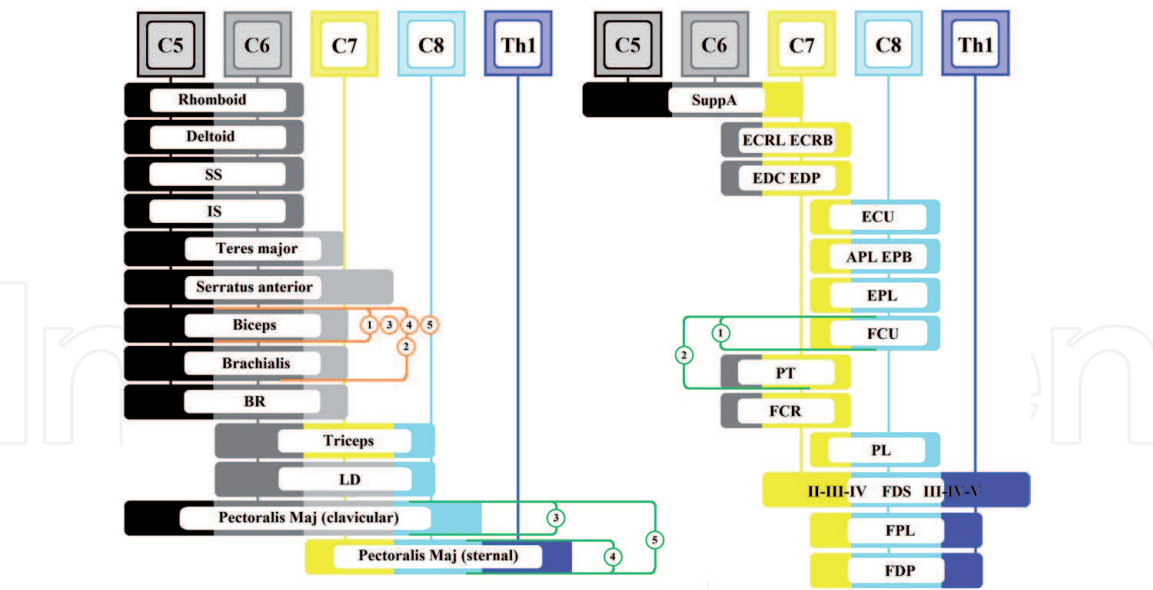 C5 C6 C7 C8 Th1
Rhomboid
Deltoid
SS
IS
Teres major
Serratus anterior
Biceps
1 3 4 5
2
Brachialis
BR
Triceps
LD
Pectoralis Maj (clavicular)
3
5
Pectoralis Maj (sternal)
4
C5 C6 C7 C8 Th1
SuppA
ECRL ECRB
EDC EDP
ECU
APL EPB
EPL
FCU
1
2
PT
FCR
PL
II-III-IV FDS III-IV-V
FPL
FDP